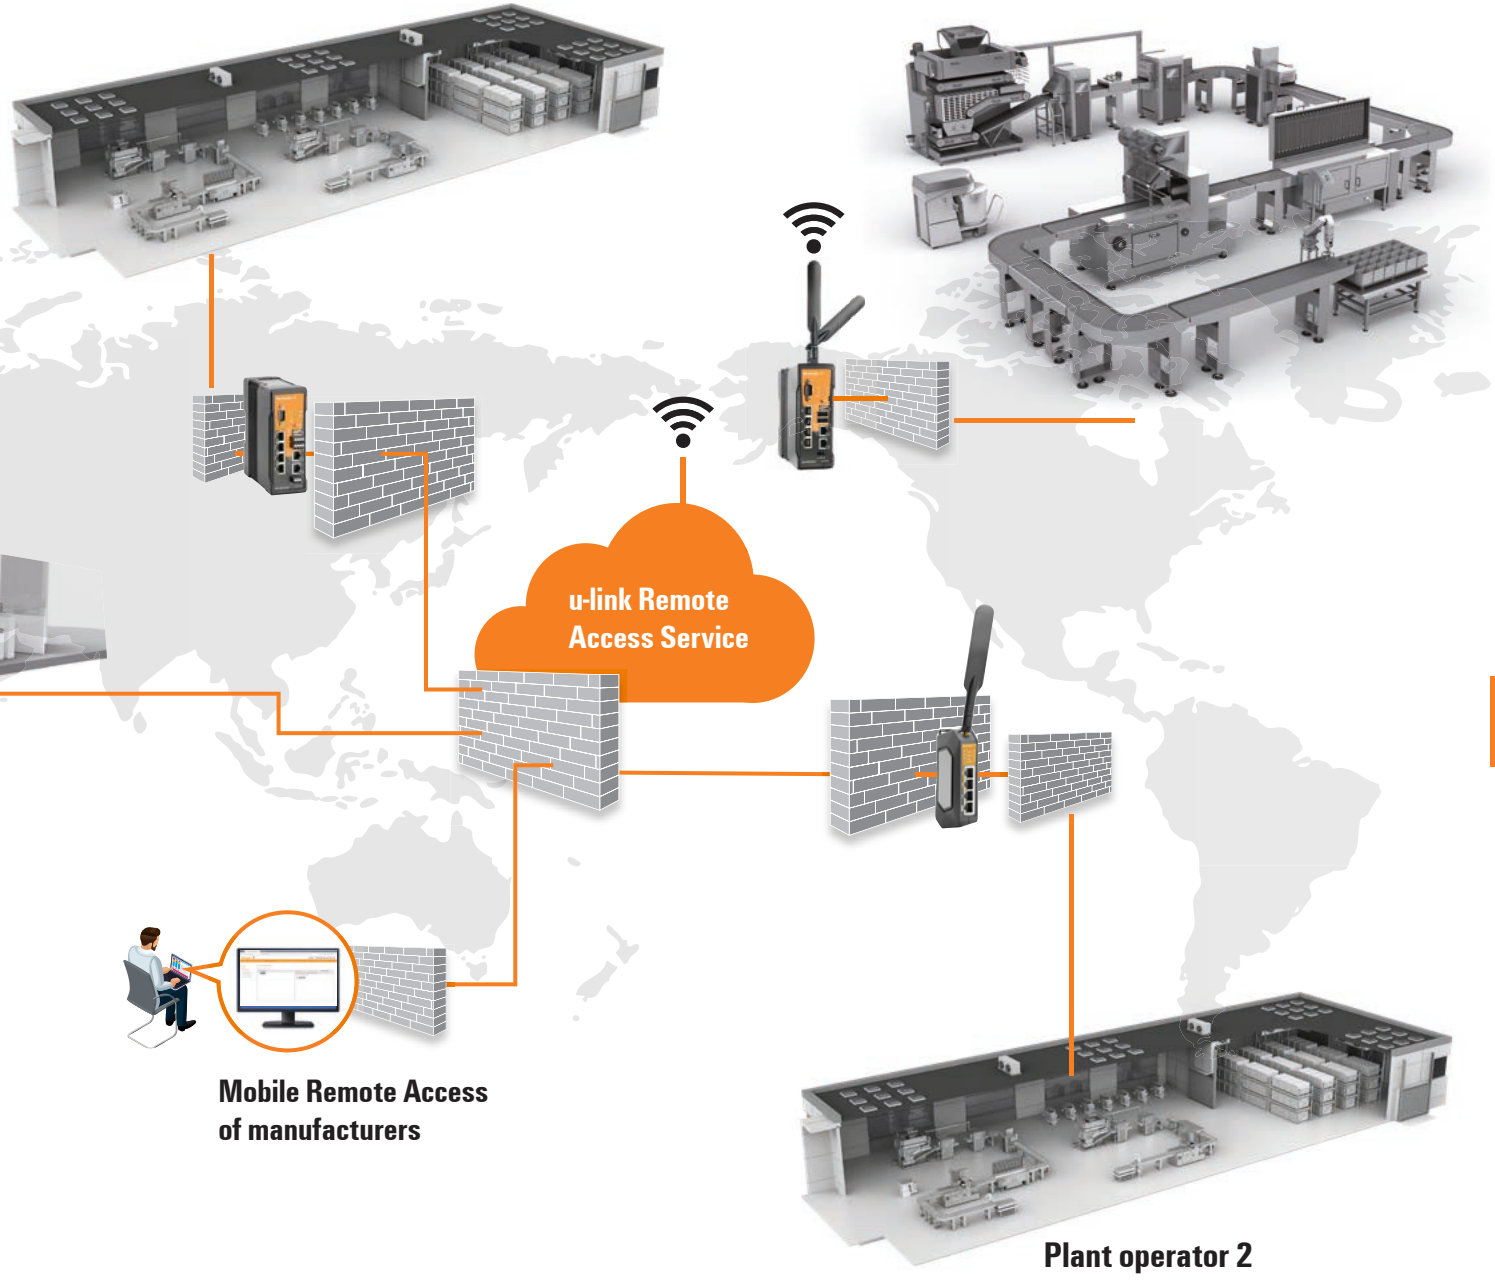 u-link Remote
Access Service
Mobile Remote Access
of manufacturers
Plant operator 2